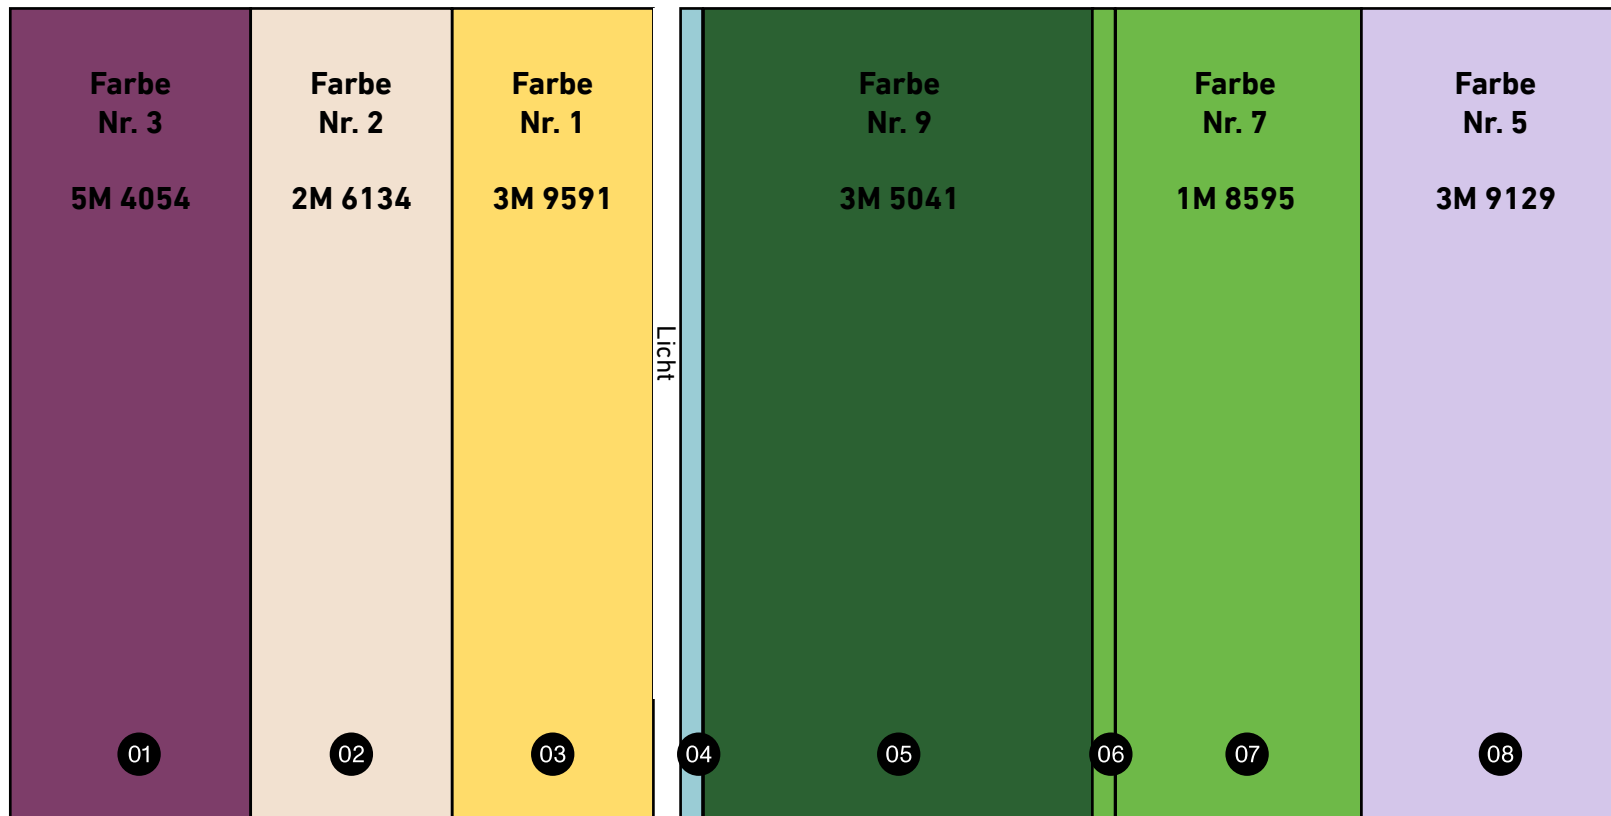 Farbe
Nr. 3
5M 4054
Farbe
Nr. 2
2M 6134
Farbe
Nr. 1
3M 9591
Licht
Farbe
Nr. 9
3M 5041
Farbe
Nr. 7
1M 8595
Farbe
Nr. 5
3M 9129
01
02
03
04
05
06
07
08